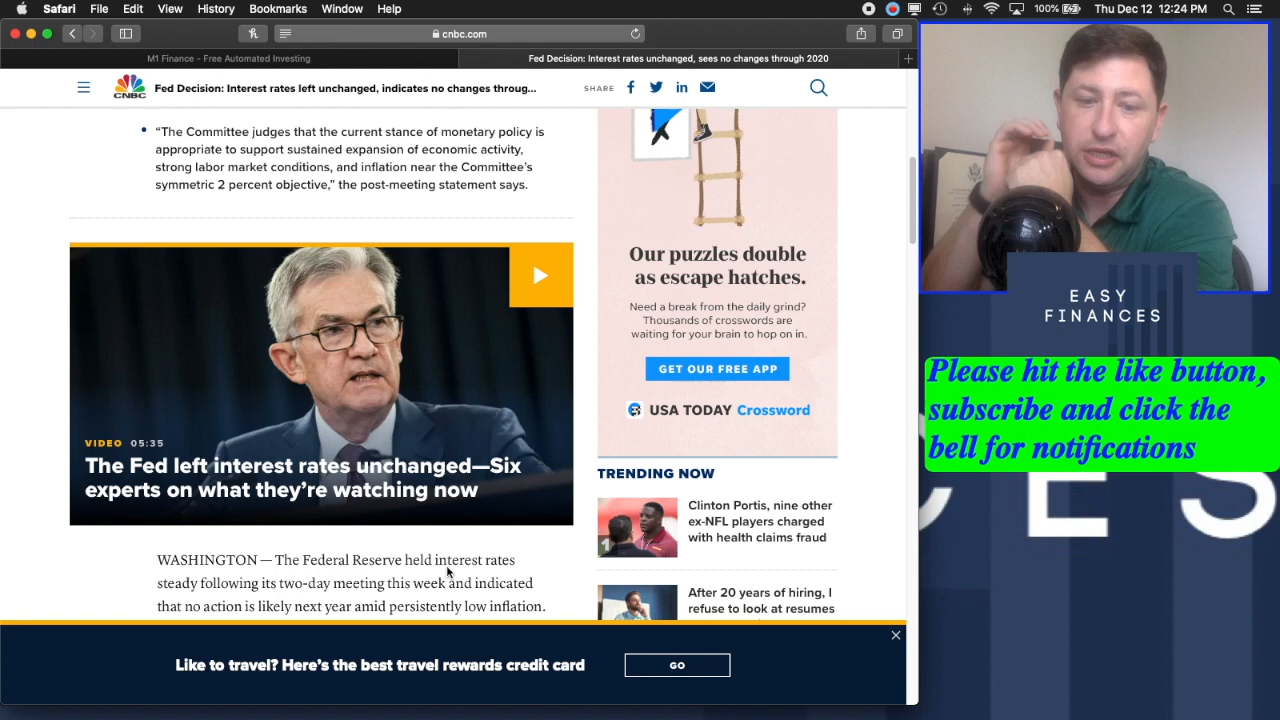 Safari File Edit View History Bookmarks Window Help
100% Thu Dec 12 12:24 PM
cnbc.com
M1 Finance - Free Automated Investing
Fed Decision: Interest rates unchanged, sees no changes through 2020
CNBC
Fed Decision: Interest rates left unchanged, indicates no changes throug...
SHARE
“The Committee judges that the current stance of monetary policy is
appropriate to support sustained expansion of economic activity,
strong labor market conditions, and inflation near the Committee’s
symmetric 2 percent objective,” the post-meeting statement says.
VIDEO 05:35
The Fed left interest rates unchanged—Six
experts on what they’re watching now
WASHINGTON — The Federal Reserve held interest rates
steady following its two-day meeting this week and indicated
that no action is likely next year amid persistently low inflation.
Our puzzles double
as escape hatches.
Need a break from the daily grind?
Thousands of crosswords are
waiting for your brain to hop on in.
GET OUR FREE APP
USA TODAY Crossword
TRENDING NOW
1
Clinton Portis, nine other
ex-NFL players charged
with health claims fraud
After 20 years of hiring, I
refuse to look at resumes
Like to travel? Here’s the best travel rewards credit card
GO
EASY
FINANCES
Please hit the like button,
subscribe and click the
bell for notifications
CES